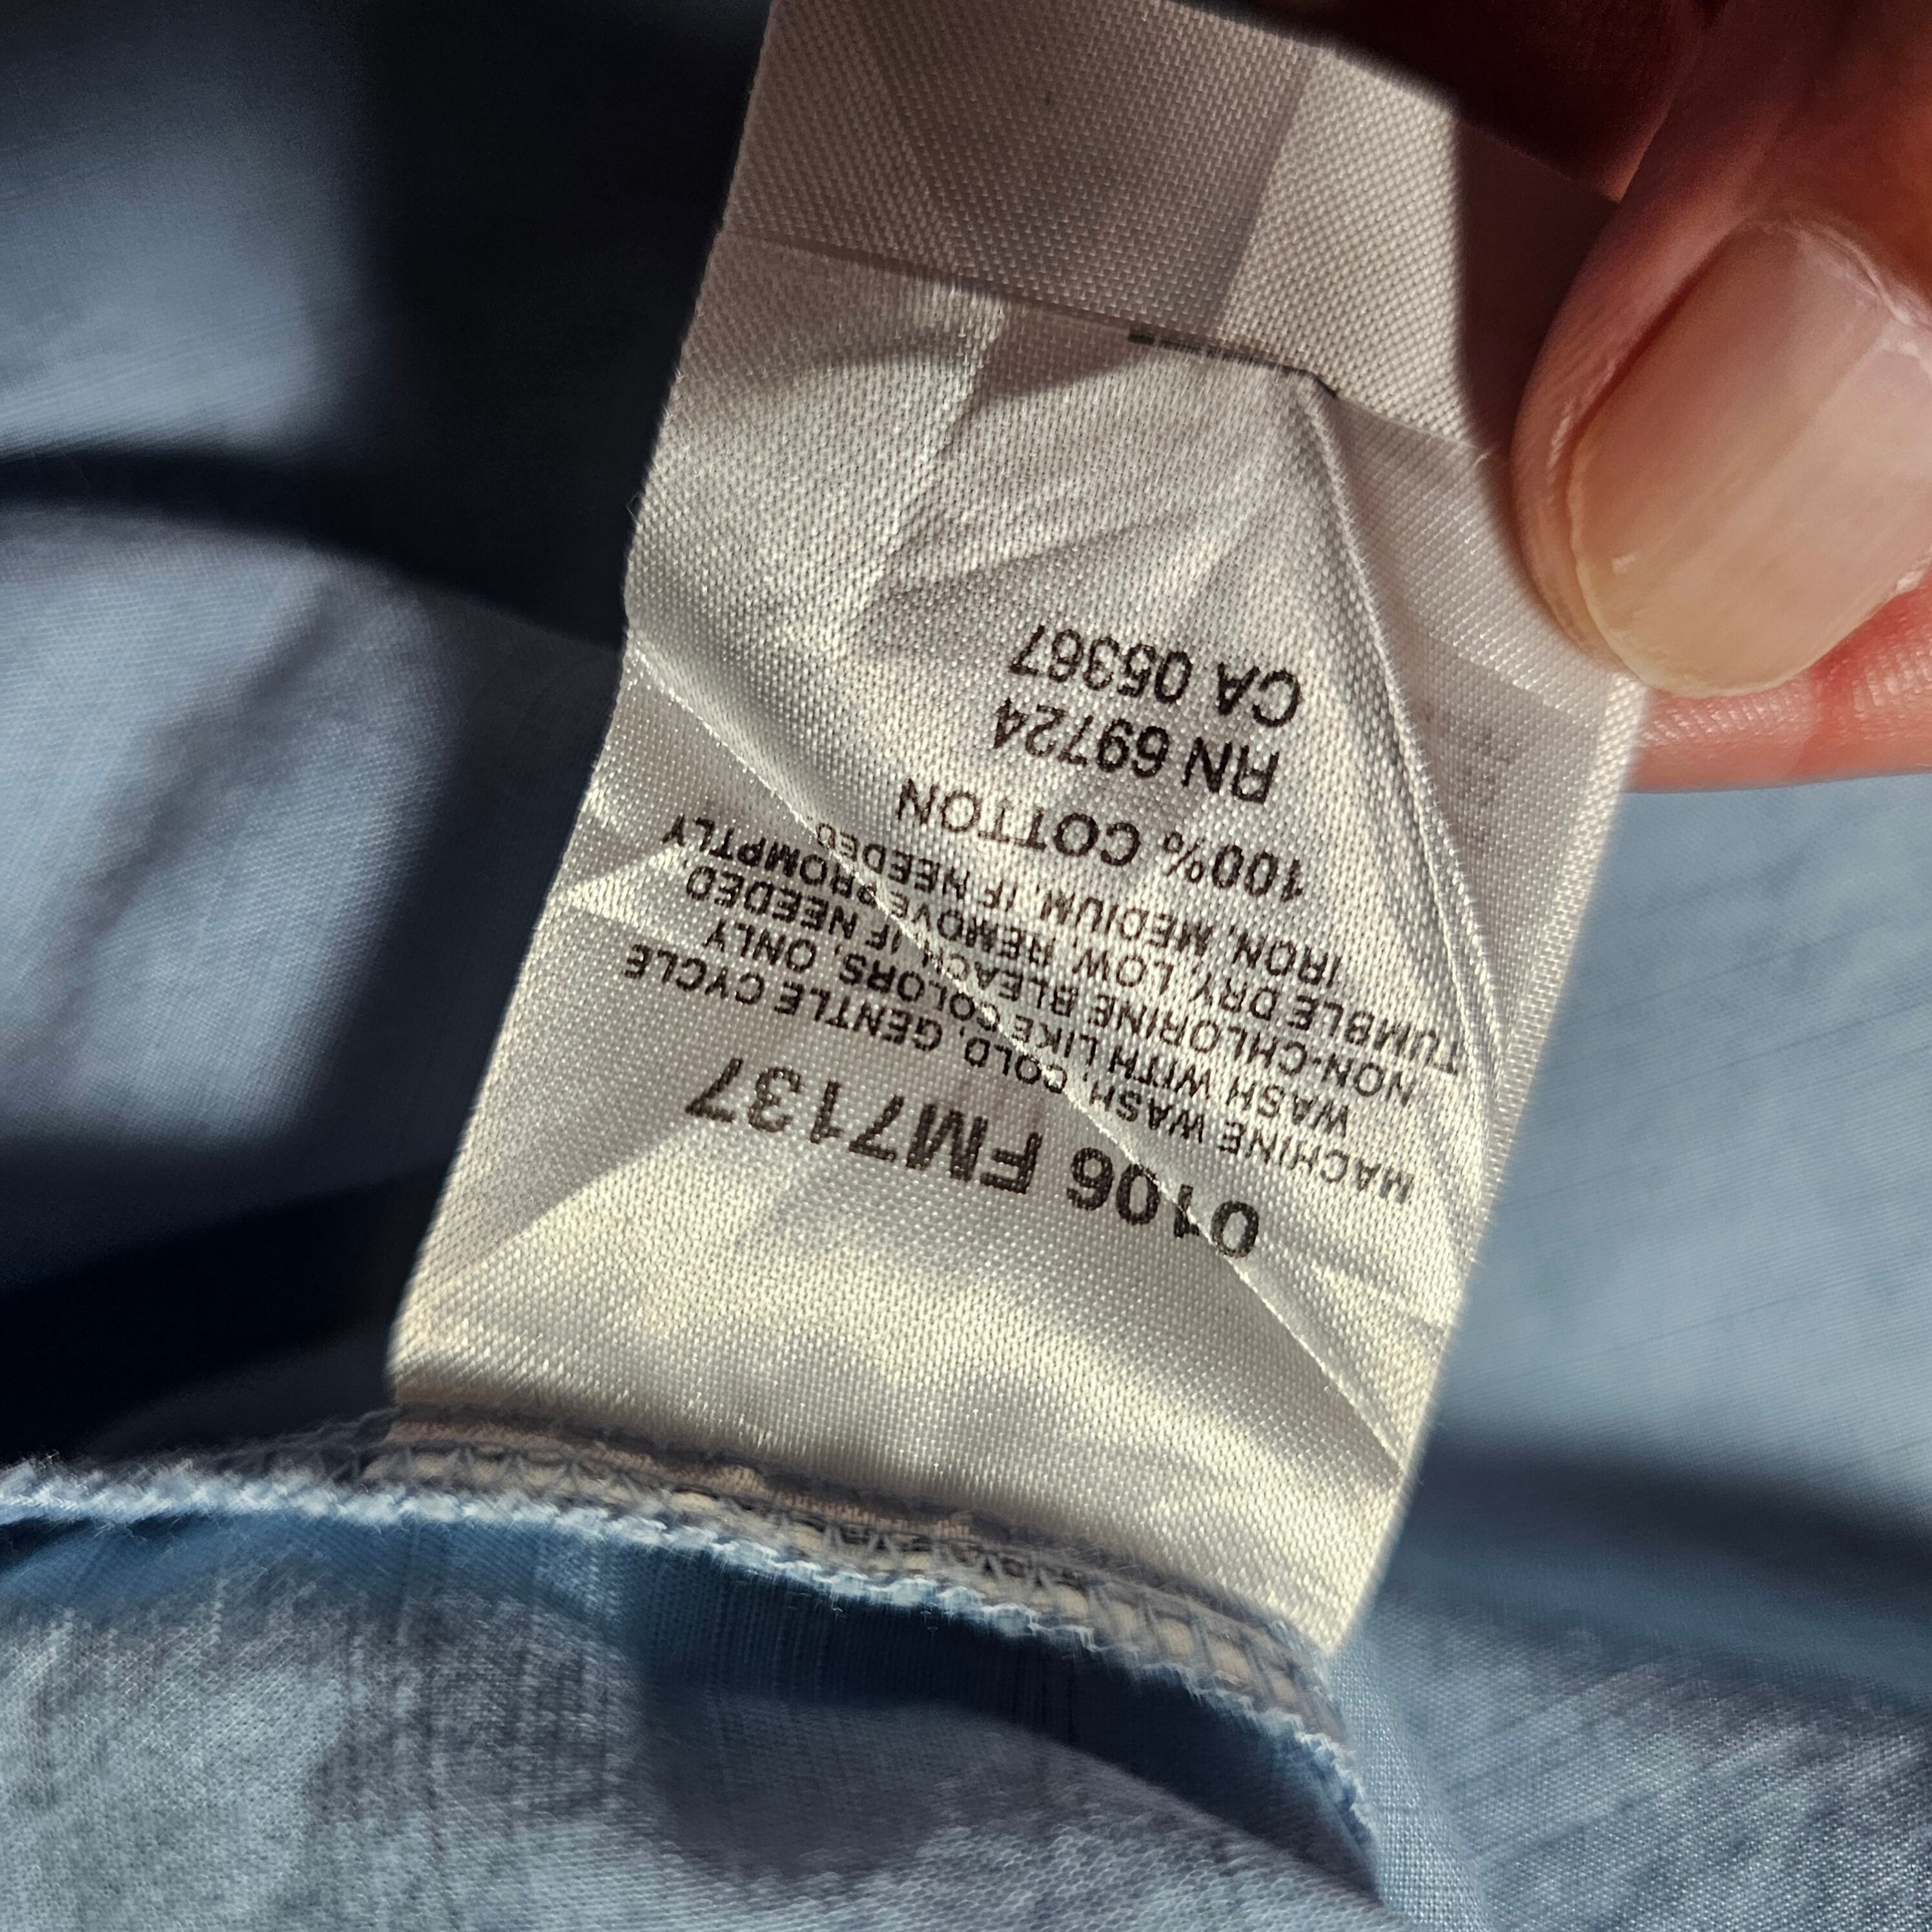 0106 FM7137
MACHINE WASH, COLD, GENTLE CYCLE
WASH WITH LIKE COLORS, ONLY
NON-CHLORINE BLEACH, IF NEEDED
TUMBLE DRY, LOW, REMOVE PROMPTLY
IRON, MEDIUM, IF NEEDED
100% COTTON
RN 69724
CA 05367